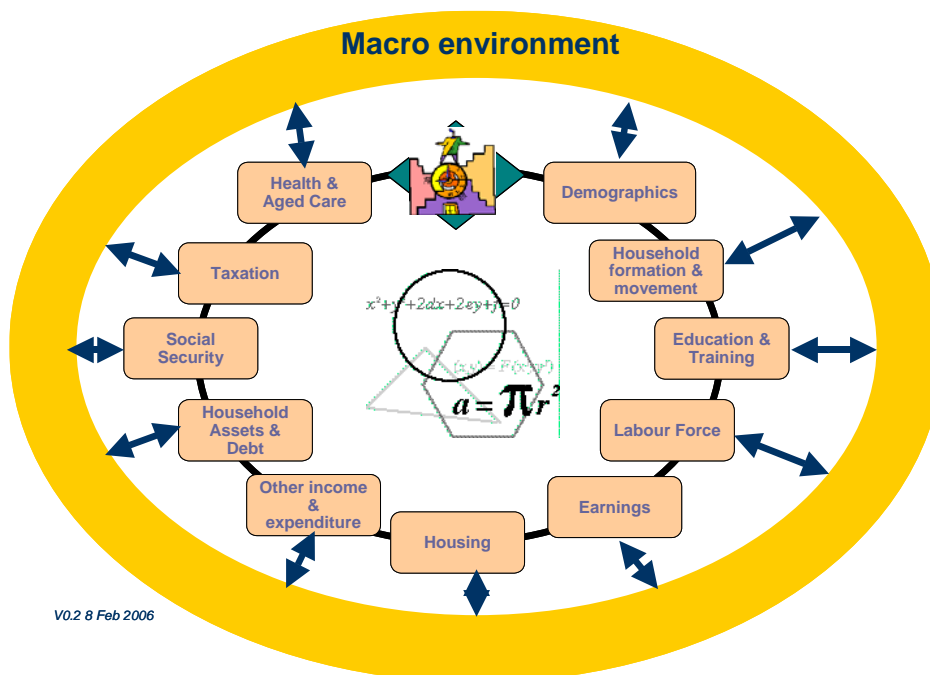 Macro environment
Health &
Aged Care
Demographics
Taxation
Household
formation &
movement
Social
Security
Education &
Training
Household
Assets &
Debt
Labour Force
Other income
&
expenditure
Earnings
Housing
a = πr²
V0.2 8 Feb 2006